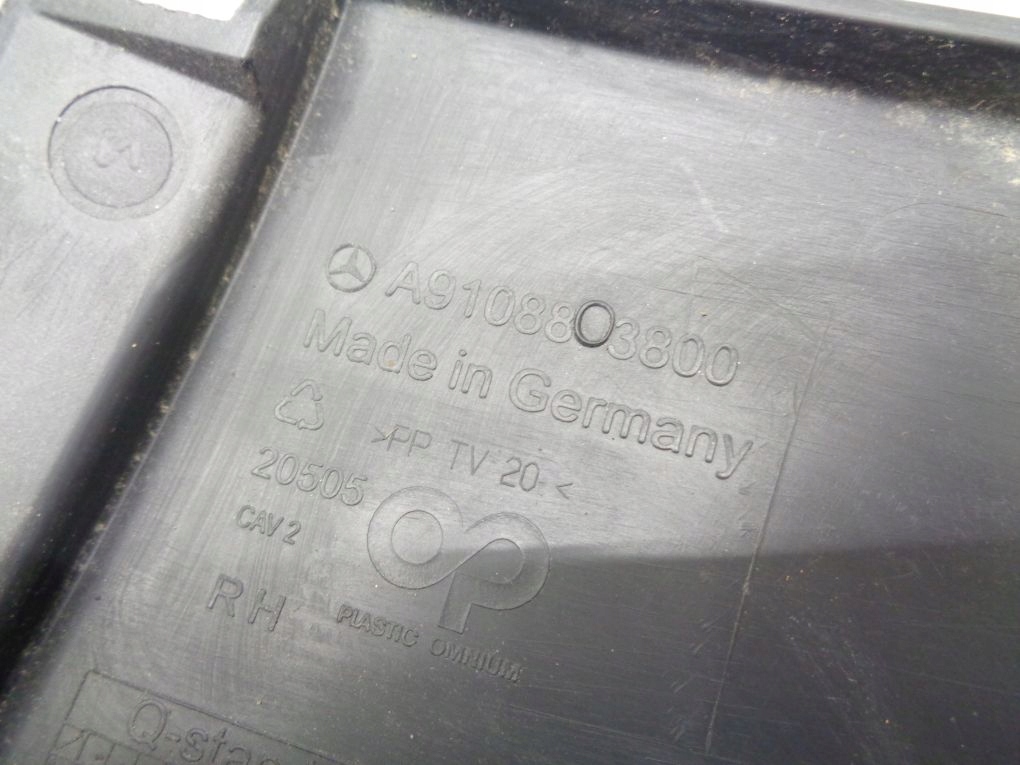 A9108803800
Made in Germany
>PP TV 20<
20505
CAV 2
RH
PLASTIC OMNIUM